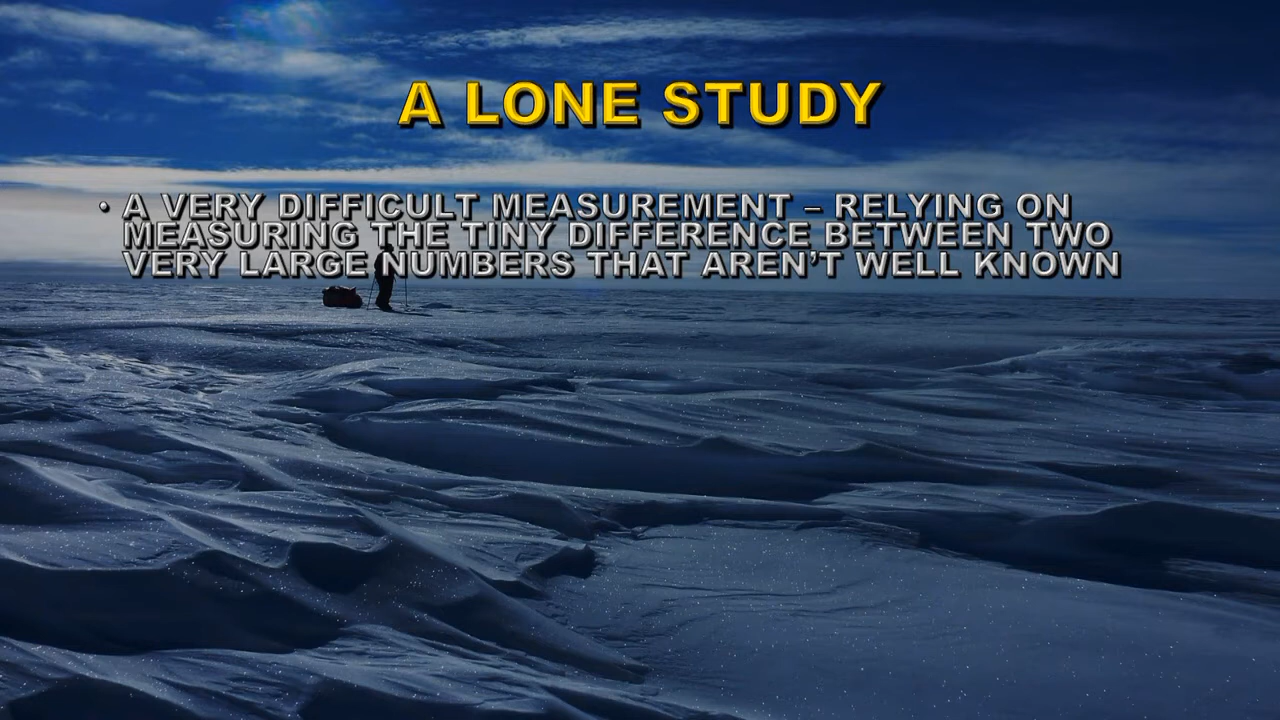 A LONE STUDY
• A VERY DIFFICULT MEASUREMENT – RELYING ON
MEASURING THE TINY DIFFERENCE BETWEEN TWO
VERY LARGE NUMBERS THAT AREN’T WELL KNOWN